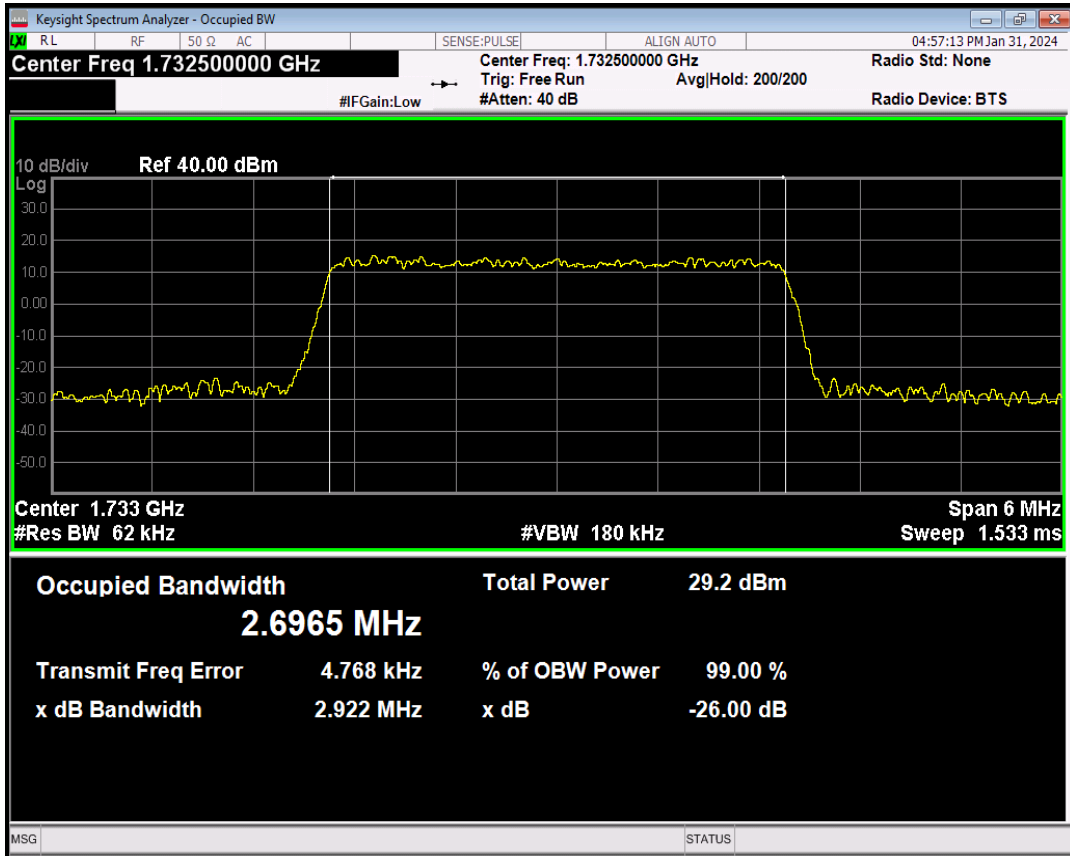 Keysight Spectrum Analyzer - Occupied BW
LXI RL RF 50 Ω AC SENSE:PULSE ALIGN AUTO 04:57:13 PM Jan 31, 2024
Center Freq 1.732500000 GHz Center Freq: 1.732500000 GHz Radio Std: None
Trig: Free Run Avg|Hold: 200/200
#IFGain:Low #Atten: 40 dB Radio Device: BTS
10 dB/div Ref 40.00 dBm
Log
30.0
20.0
10.0
0.00
-10.0
-20.0
-30.0
-40.0
-50.0
Center 1.733 GHz Span 6 MHz
#Res BW 62 kHz #VBW 180 kHz Sweep 1.533 ms
Occupied Bandwidth Total Power 29.2 dBm
2.6965 MHz
Transmit Freq Error 4.768 kHz % of OBW Power 99.00 %
x dB Bandwidth 2.922 MHz x dB -26.00 dB
MSG STATUS